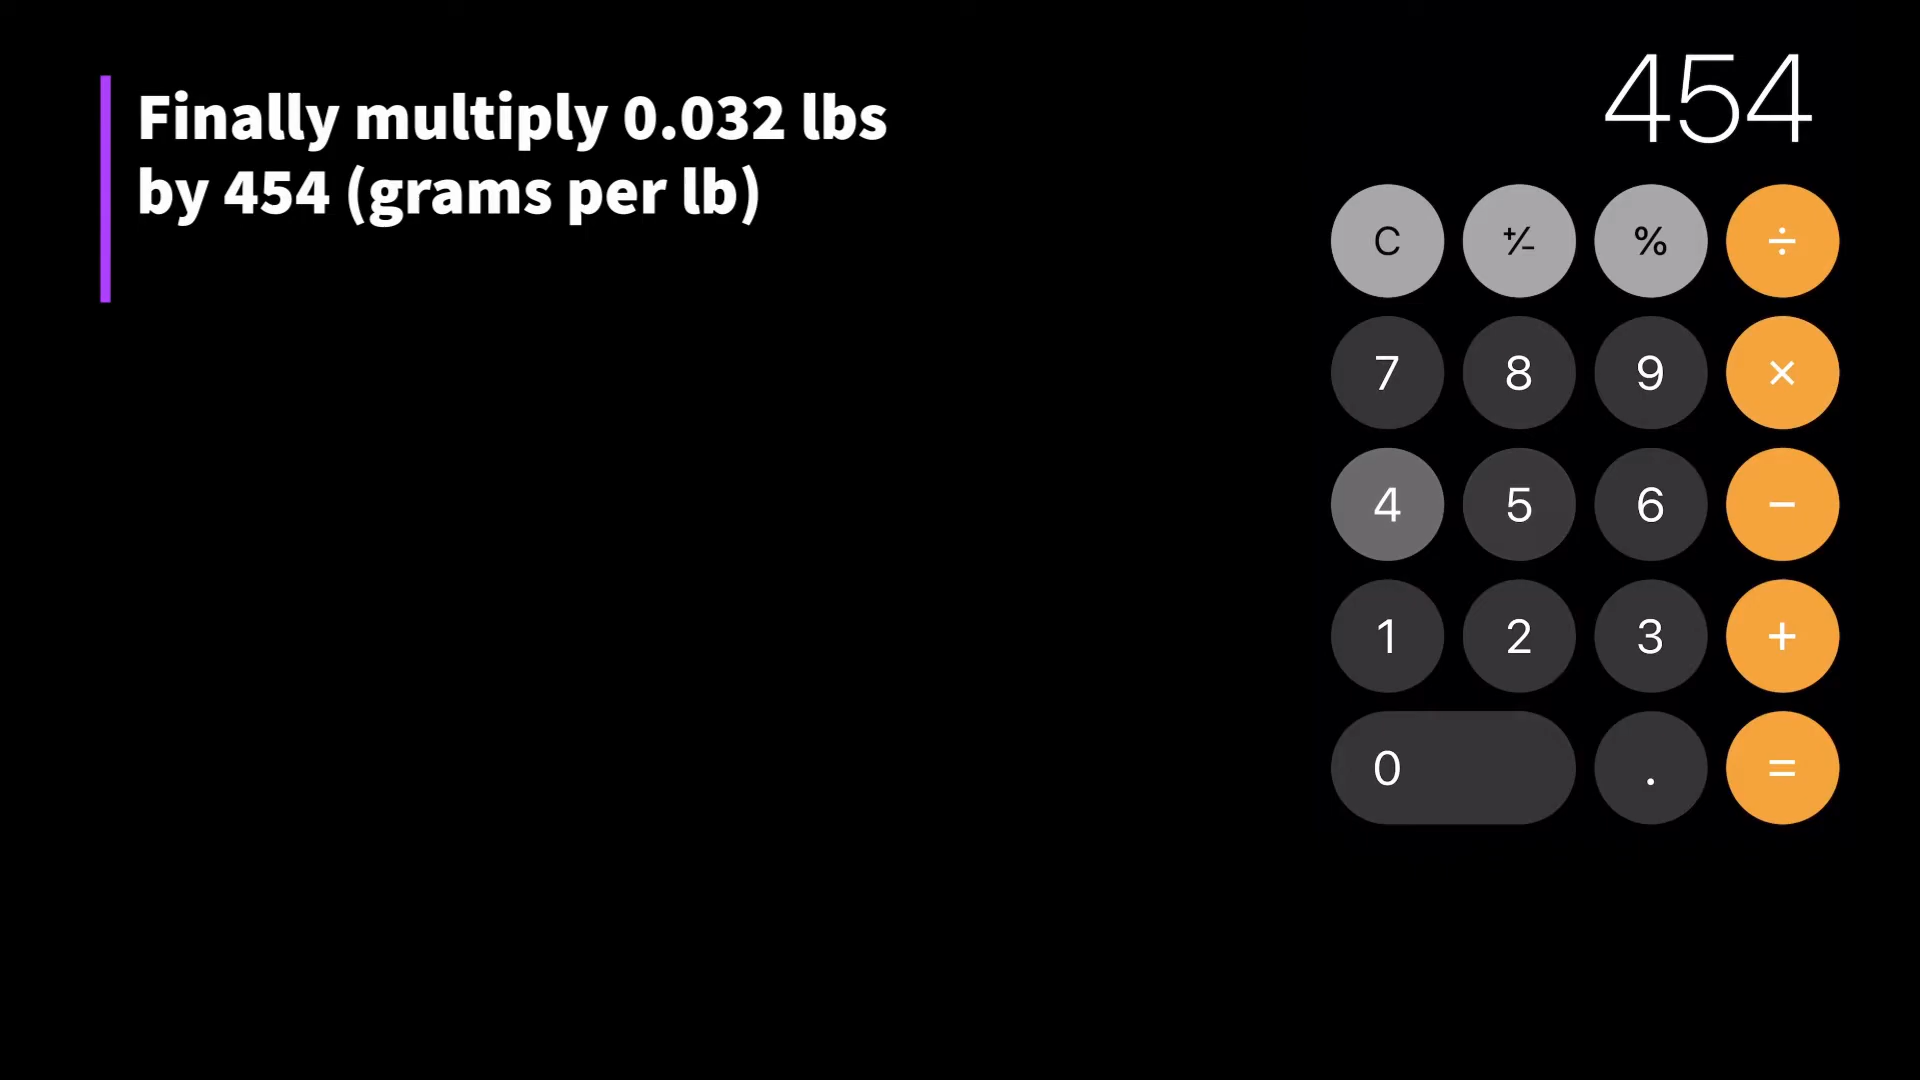 Finally multiply 0.032 lbs
by 454 (grams per lb)
454
C ⁺⁄₋ % ÷
7 8 9 ×
4 5 6 −
1 2 3 +
0 . =